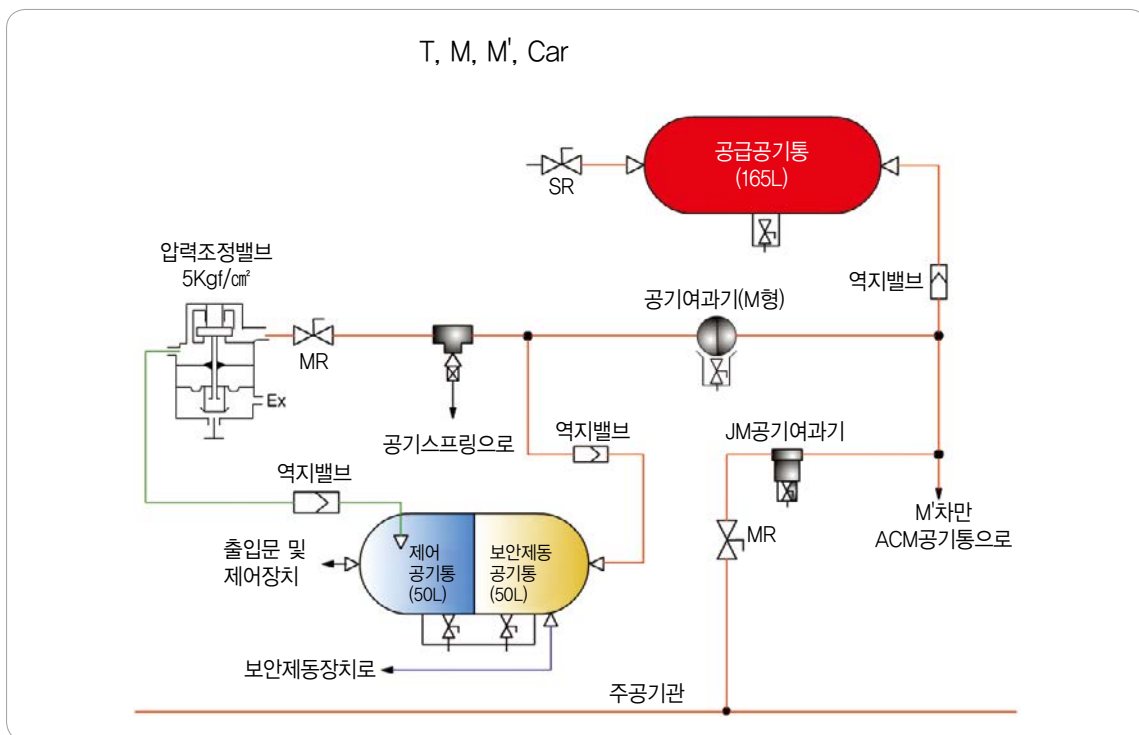 T, M, M', Car
공급공기통
(165L)
SR
압력조정밸브
5Kgf/㎠
역지밸브
공기여과기(M형)
MR
Ex
공기스프링으로
역지밸브
JM공기여과기
역지밸브
M'차만
ACM공기통으로
MR
출입문 및
제어장치
제어
공기통
(50L)
보안제동
공기통
(50L)
보안제동장치로
주공기관